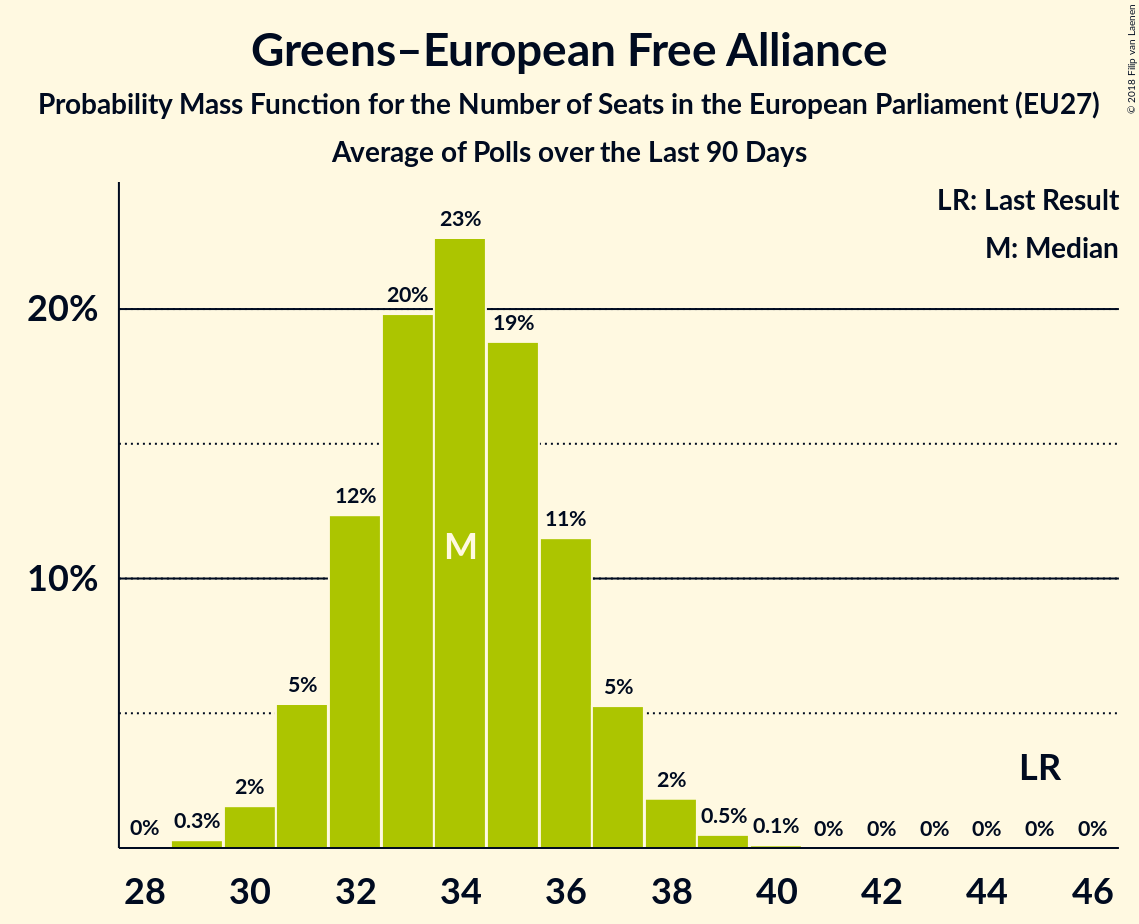 Greens–European Free Alliance
Probability Mass Function for the Number of Seats in the European Parliament (EU27)
Average of Polls over the Last 90 Days
© 2018 Filip van Laenen
LR: Last Result
M: Median
20%
10%
0%
0.3%
2%
5%
12%
20%
23%
19%
11%
5%
2%
0.5%
0.1%
0%
0%
0%
0%
0%
0%
M
LR
28 30 32 34 36 38 40 42 44 46